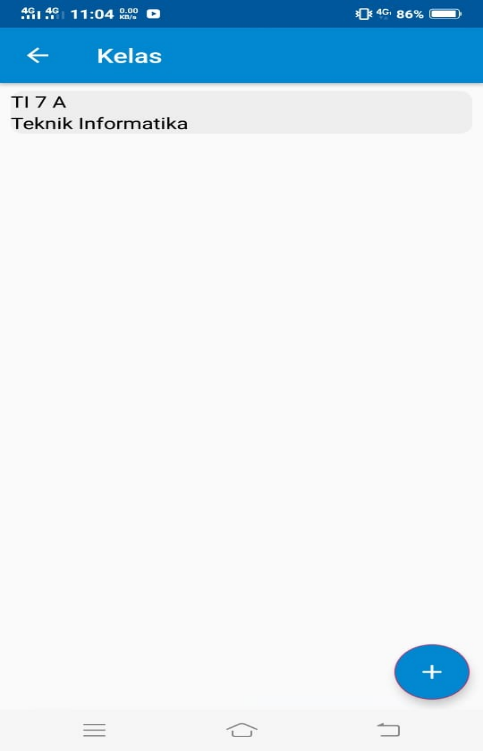 4G 4G 11:04 0.00 KB/s 4G 86%
Kelas
TI 7 A
Teknik Informatika
+